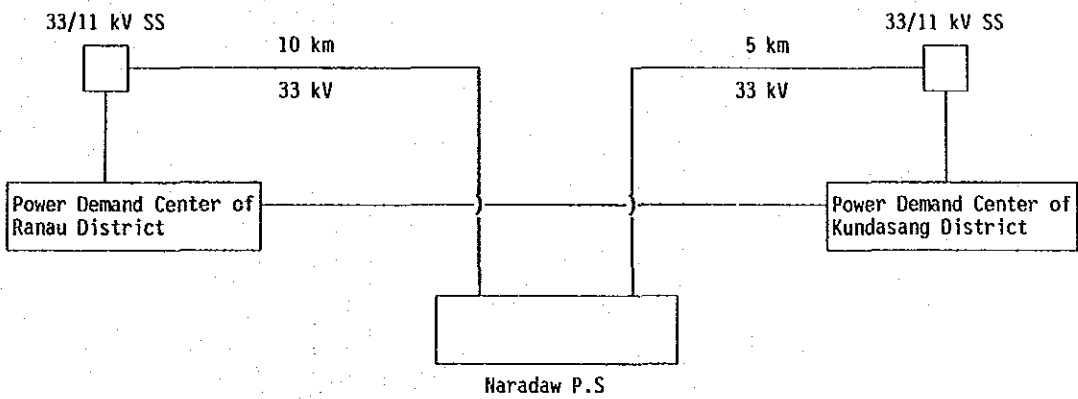 33/11 kV SS
33/11 kV SS
10 km
5 km
33 kV
33 kV
Power Demand Center of
Ranau District
Power Demand Center of
Kundasang District
Naradaw P.S